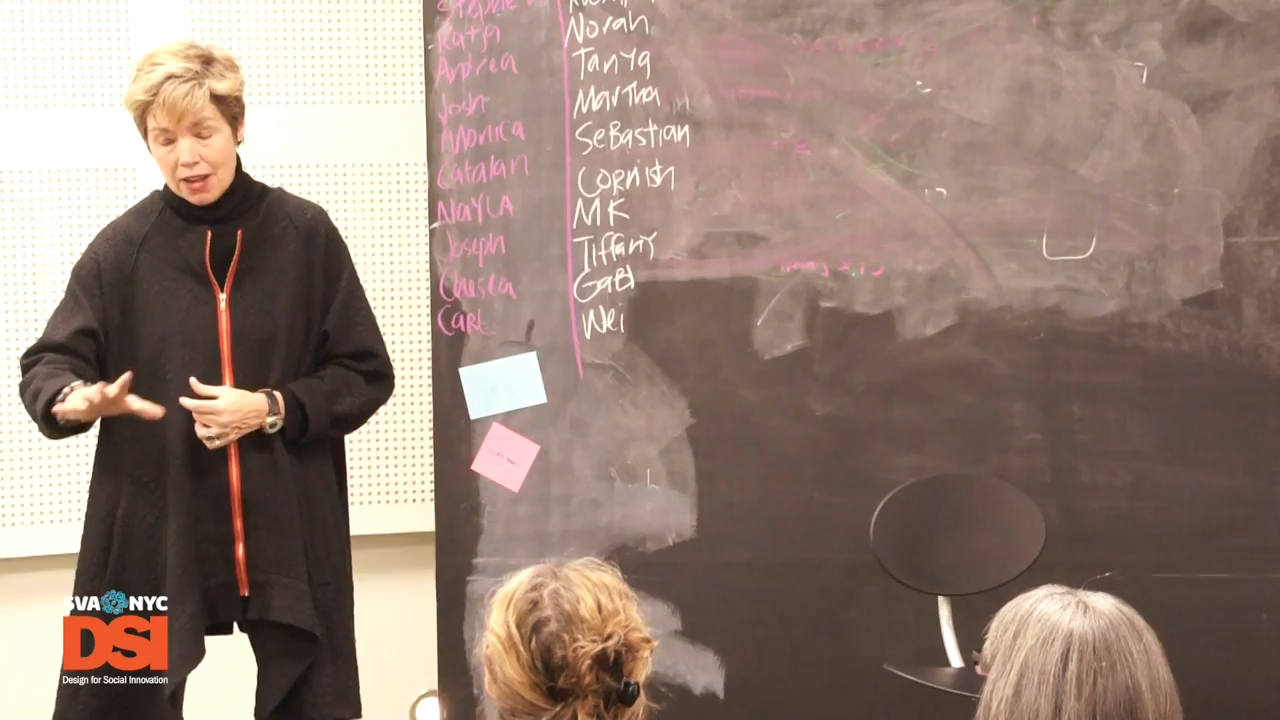 Katja Norah
Andrea Tanya
Josh Martha
Monica SeBastian
Catalan Cornish
NayLA MK
Joseph Tiffany
Chelsea GaBI
CARL Wei
SVA NYC
DSI
Design for Social Innovation